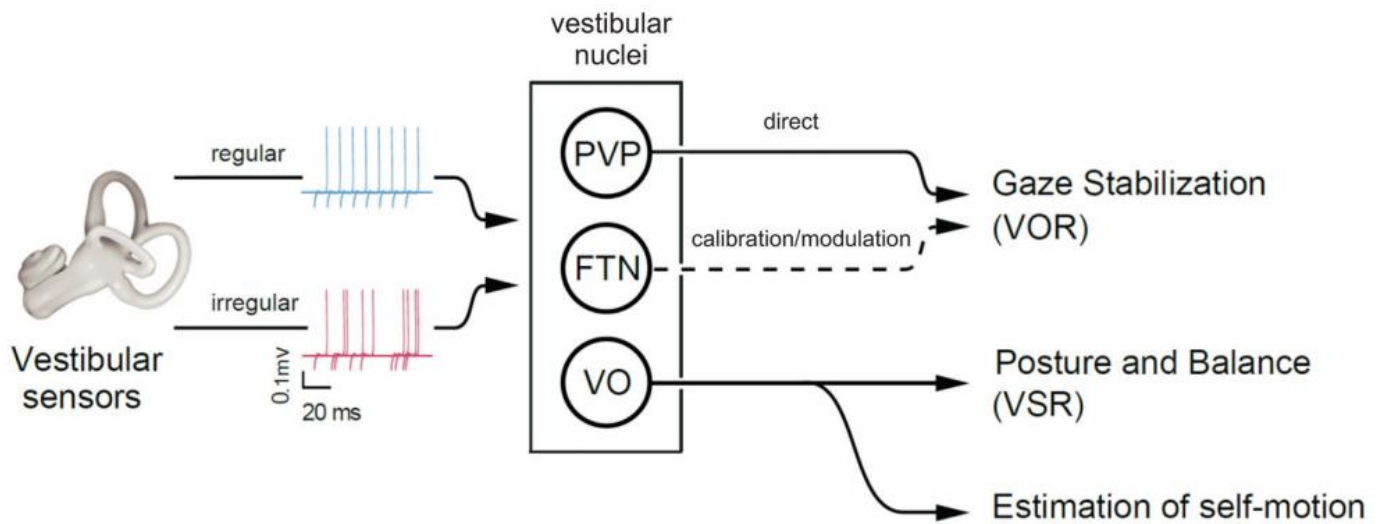 vestibular
nuclei
regular
irregular
Vestibular
sensors
0.1mv
20 ms
PVP
FTN
VO
direct
calibration/modulation
Gaze Stabilization
(VOR)
Posture and Balance
(VSR)
Estimation of self-motion